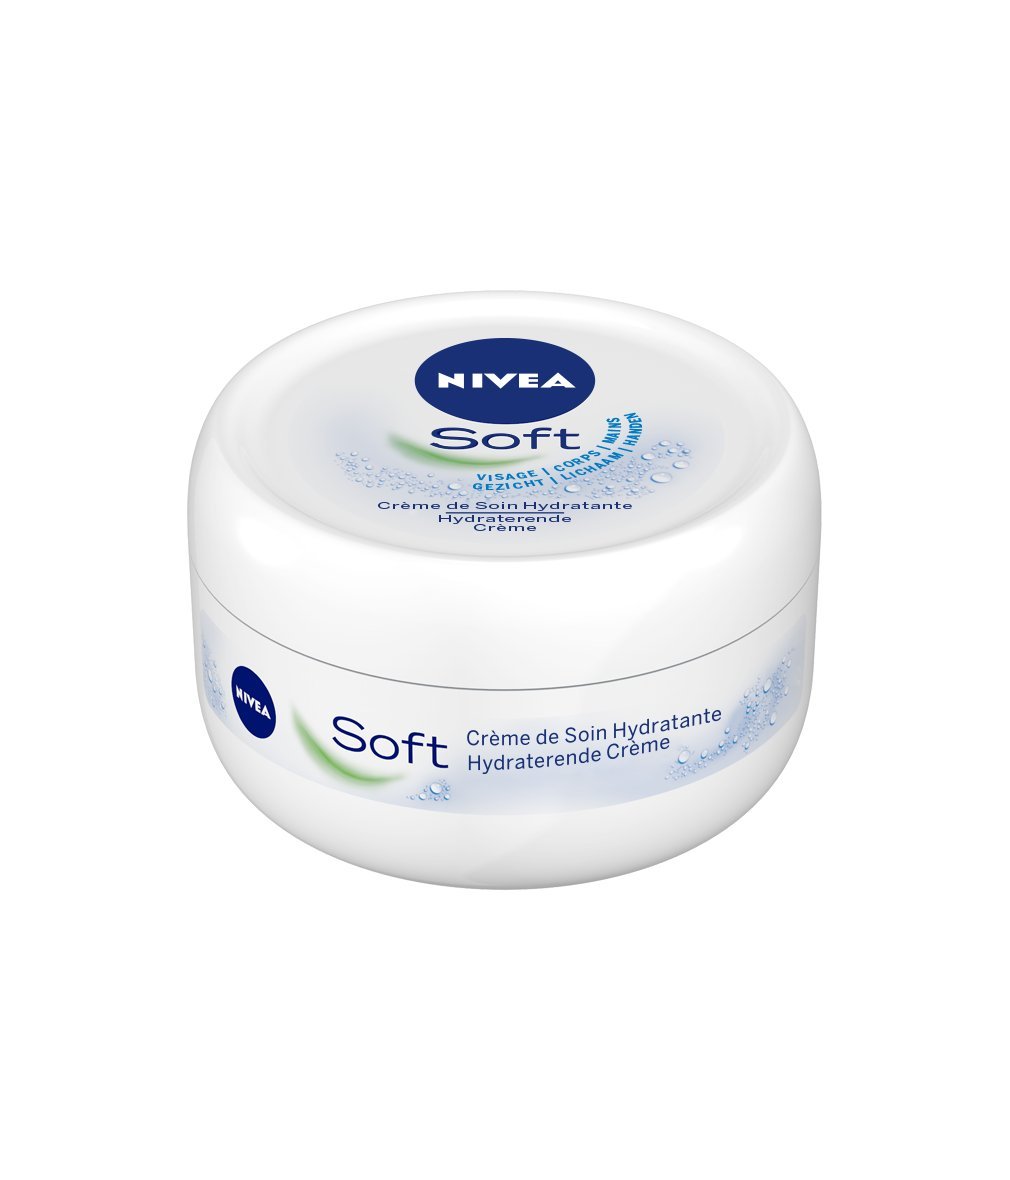 NIVEA
Soft
VISAGE | CORPS | MAINS
GEZICHT | LICHAAM | HANDEN
Crème de Soin Hydratante
Hydraterende
Crème
NIVEA
Soft
Crème de Soin Hydratante
Hydraterende Crème